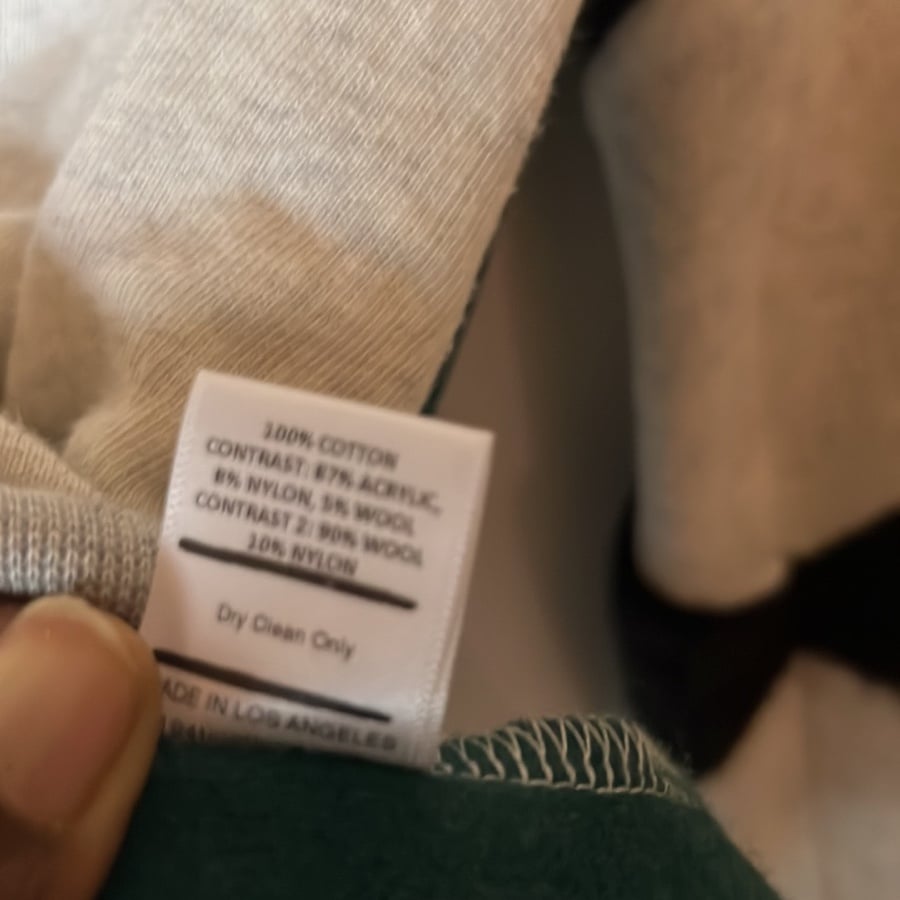 100% COTTON
CONTRAST: 87% ACRYLIC,
8% NYLON, 5% WOOL
CONTRAST 2: 90% WOOL
10% NYLON
Dry Clean Only
ADE IN LOS ANGELES